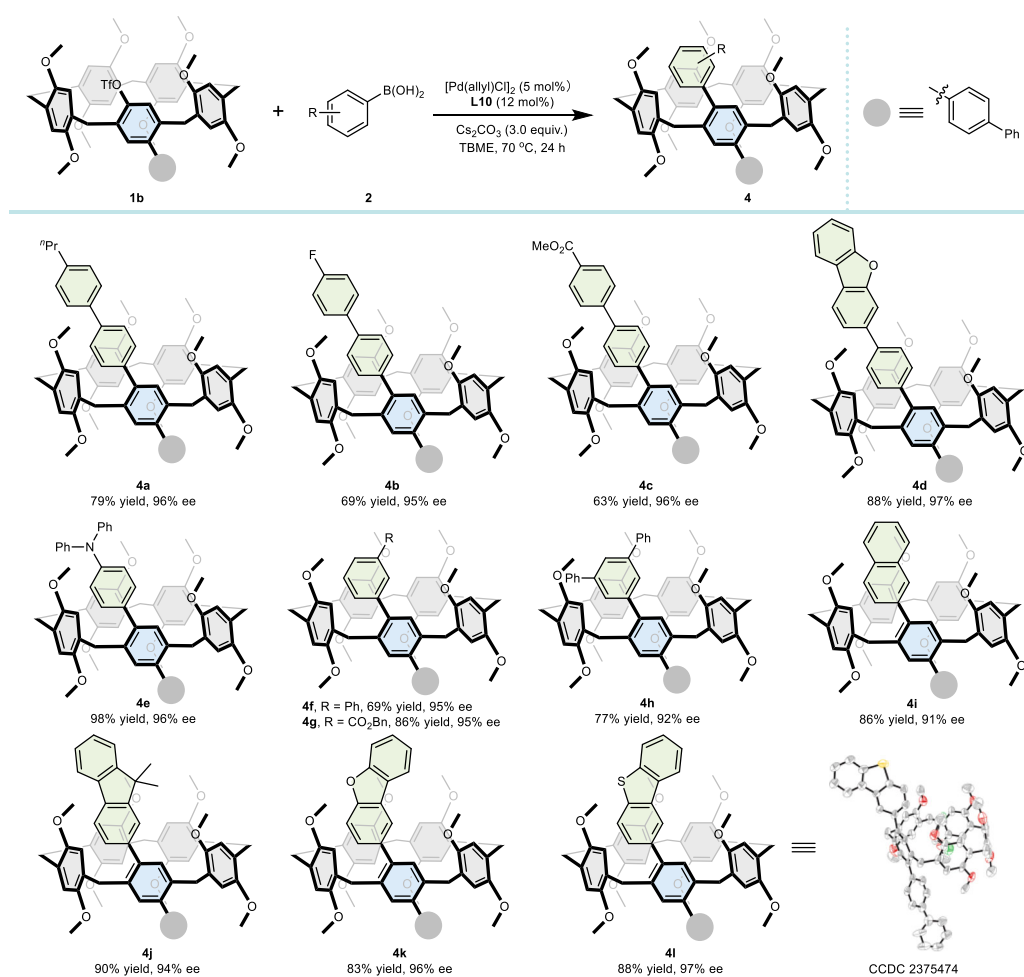 TfO
O
O
O
O
O
O
O
1b
+
R
B(OH)2
2
[Pd(allyl)Cl]2 (5 mol%)
L10 (12 mol%)
Cs2CO3 (3.0 equiv.)
TBME, 70 oC, 24 h
R
O
O
O
O
O
O
O
4
Ph
nPr
O
O
O
O
O
O
O
4a
79% yield, 96% ee
F
O
O
O
O
O
O
O
4b
69% yield, 95% ee
MeO2C
O
O
O
O
O
O
O
4c
63% yield, 96% ee
O
O
O
O
O
O
O
O
4d
88% yield, 97% ee
Ph
Ph
N
O
O
O
O
O
O
O
4e
98% yield, 96% ee
R
O
O
O
O
O
O
O
4f, R = Ph, 69% yield, 95% ee
4g, R = CO2Bn, 86% yield, 95% ee
Ph
Ph
O
O
O
O
O
O
O
4h
77% yield, 92% ee
O
O
O
O
O
O
O
4i
86% yield, 91% ee
O
O
O
O
O
O
O
4j
90% yield, 94% ee
O
O
O
O
O
O
O
O
4k
83% yield, 96% ee
S
O
O
O
O
O
O
O
4l
88% yield, 97% ee
CCDC 2375474